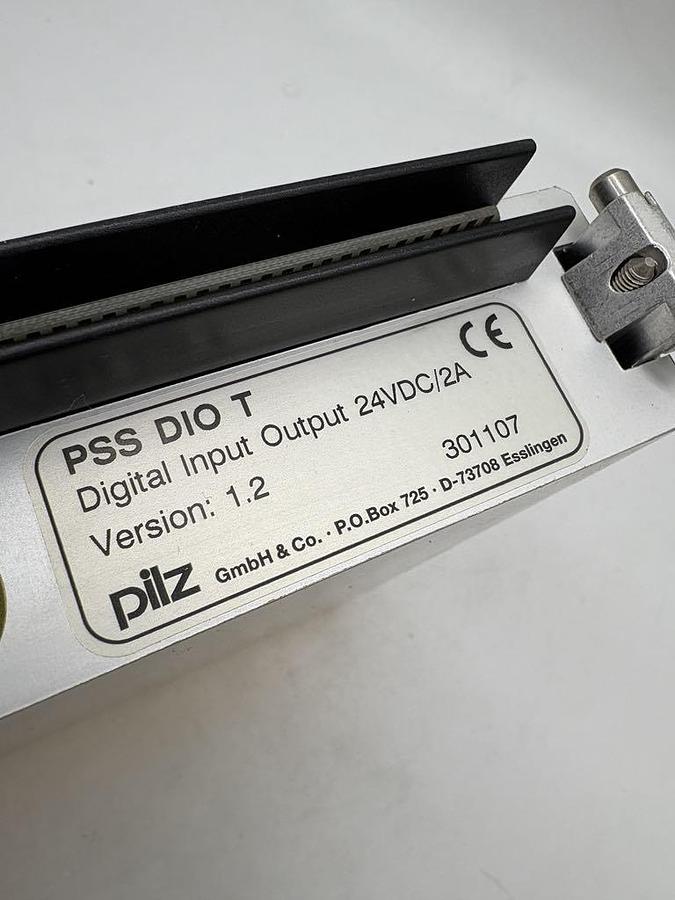 CE
PSS DIO T
Digital Input Output 24VDC/2A
Version: 1.2 301107
pilz GmbH & Co. · P.O.Box 725 · D-73708 Esslingen